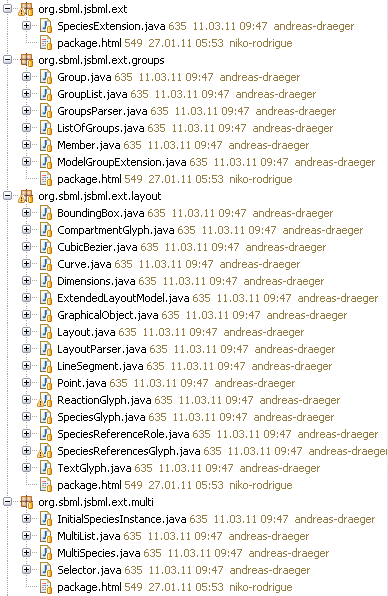 org.sbml.jsbml.ext
SpeciesExtension.java 635 11.03.11 09:47 andreas-draeger
package.html 549 27.01.11 05:53 niko-rodrigue
org.sbml.jsbml.ext.groups
Group.java 635 11.03.11 09:47 andreas-draeger
GroupList.java 635 11.03.11 09:47 andreas-draeger
GroupsParser.java 635 11.03.11 09:47 andreas-draeger
ListOfGroups.java 635 11.03.11 09:47 andreas-draeger
Member.java 635 11.03.11 09:47 andreas-draeger
ModelGroupExtension.java 635 11.03.11 09:47 andreas-draeger
package.html 549 27.01.11 05:53 niko-rodrigue
org.sbml.jsbml.ext.layout
BoundingBox.java 635 11.03.11 09:47 andreas-draeger
CompartmentGlyph.java 635 11.03.11 09:47 andreas-draeger
CubicBezier.java 635 11.03.11 09:47 andreas-draeger
Curve.java 635 11.03.11 09:47 andreas-draeger
Dimensions.java 635 11.03.11 09:47 andreas-draeger
ExtendedLayoutModel.java 635 11.03.11 09:47 andreas-draeger
GraphicalObject.java 635 11.03.11 09:47 andreas-draeger
Layout.java 635 11.03.11 09:47 andreas-draeger
LayoutParser.java 635 11.03.11 09:47 andreas-draeger
LineSegment.java 635 11.03.11 09:47 andreas-draeger
Point.java 635 11.03.11 09:47 andreas-draeger
ReactionGlyph.java 635 11.03.11 09:47 andreas-draeger
SpeciesGlyph.java 635 11.03.11 09:47 andreas-draeger
SpeciesReferenceRole.java 635 11.03.11 09:47 andreas-draeger
SpeciesReferencesGlyph.java 635 11.03.11 09:47 andreas-draege
TextGlyph.java 635 11.03.11 09:47 andreas-draeger
package.html 549 27.01.11 05:53 niko-rodrigue
org.sbml.jsbml.ext.multi
InitialSpeciesInstance.java 635 11.03.11 09:47 andreas-draeger
MultiList.java 635 11.03.11 09:47 andreas-draeger
MultiSpecies.java 635 11.03.11 09:47 andreas-draeger
Selector.java 635 11.03.11 09:47 andreas-draeger
package.html 549 27.01.11 05:53 niko-rodrigue